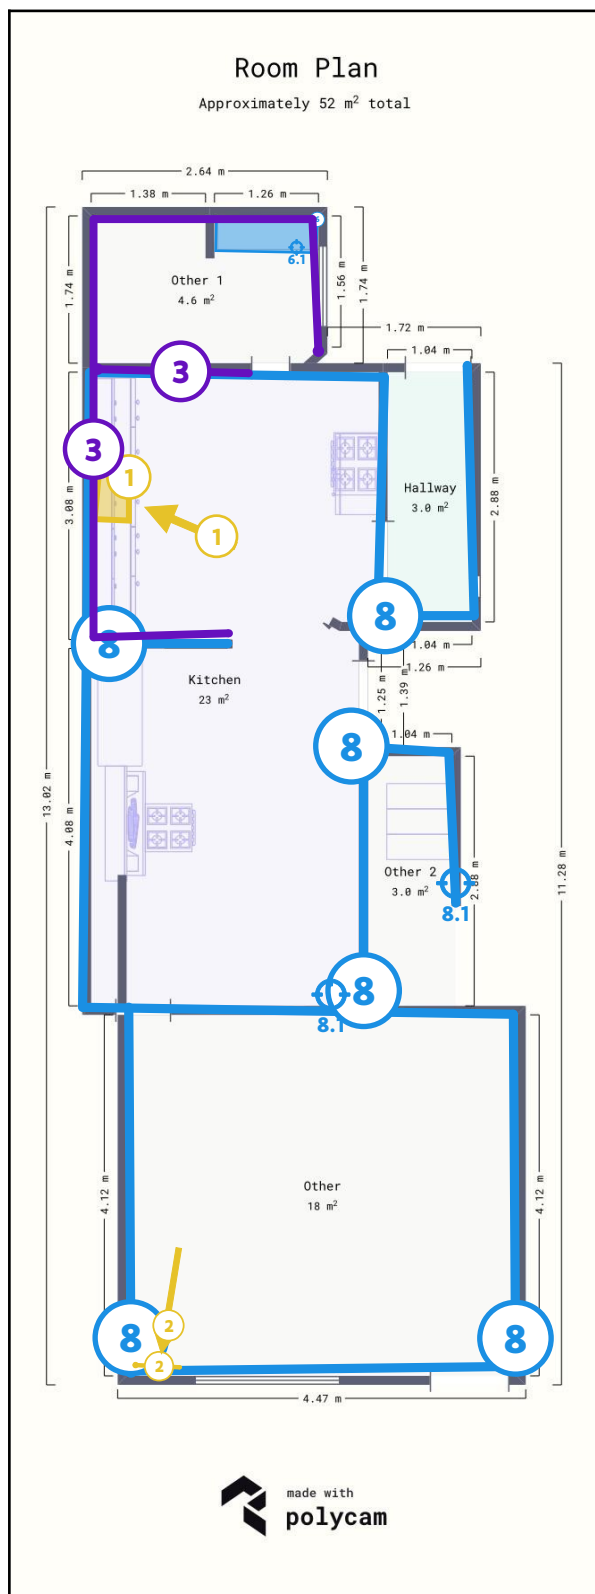 Room Plan
Approximately 52 m² total
2.64 m
1.38 m
1.26 m
6.1
Other 1
4.6 m²
1.74 m
1.56 m
1.74 m
1.72 m
1.04 m
3
3
1
1
3.08 m
Hallway
3.0 m²
2.88 m
8
8
1.04 m
1.26 m
Kitchen
23 m²
1.25 m
1.39 m
8
1.04 m
13.02 m
4.08 m
Other 2
3.0 m²
2.88 m
11.28 m
8.1
8
8.1
4.12 m
Other
18 m²
4.12 m
2
2
8
8
4.47 m
made with
polycam